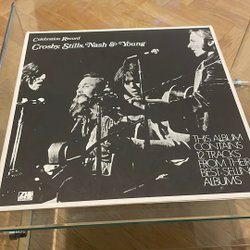 Celebration Record
Crosby, Stills, Nash & Young
THIS ALBUM
CONTAINS
12 TRACKS
FROM THEIR
BEST-SELLING
ALBUMS